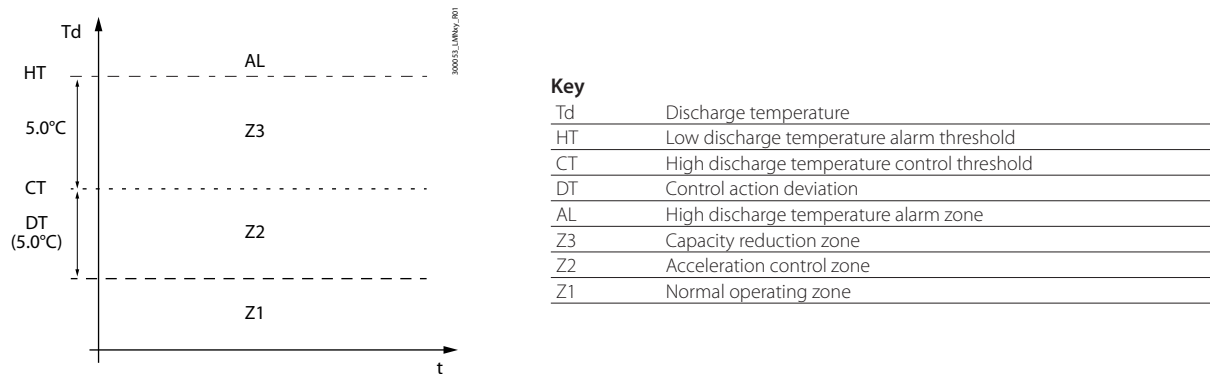 Td
300053_LMNxy_R01
AL
HT
5.0°C
Z3
CT
DT
(5.0°C)
Z2
Z1
t
Key
Td Discharge temperature
HT Low discharge temperature alarm threshold
CT High discharge temperature control threshold
DT Control action deviation
AL High discharge temperature alarm zone
Z3 Capacity reduction zone
Z2 Acceleration control zone
Z1 Normal operating zone